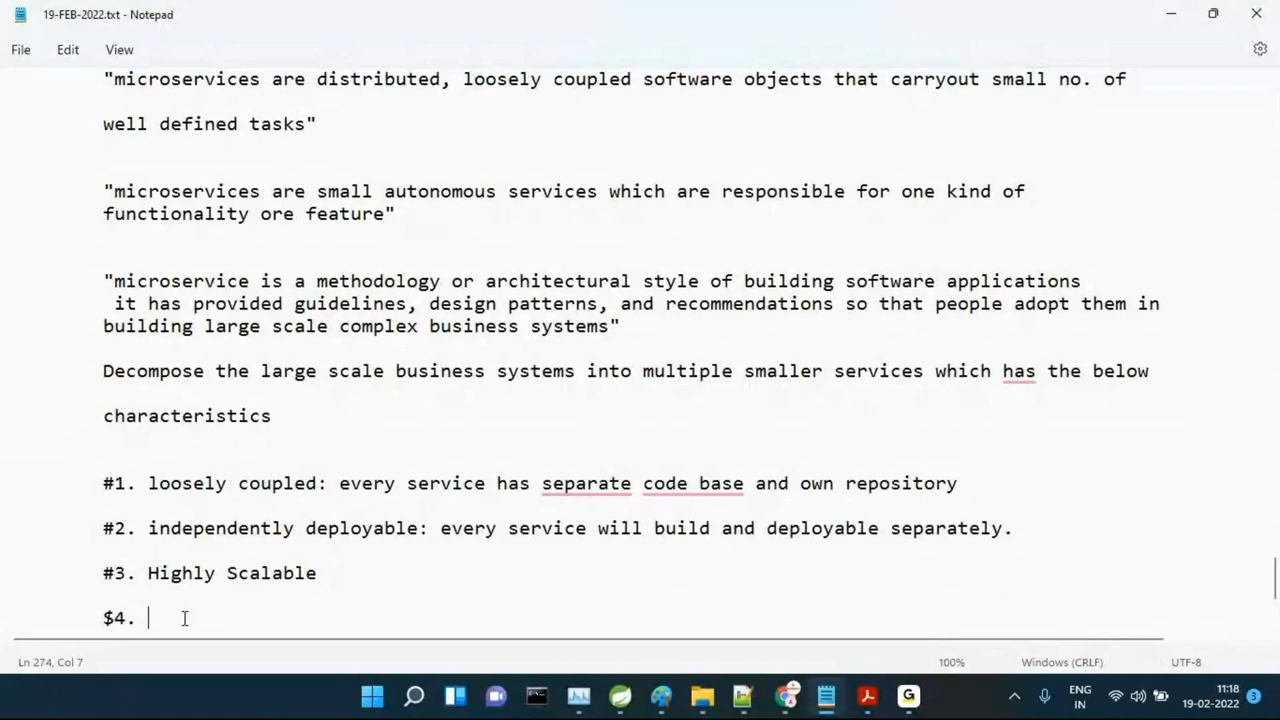 19-FEB-2022.txt - Notepad
File Edit View
"microservices are distributed, loosely coupled software objects that carryout small no. of
well defined tasks"
"microservices are small autonomous services which are responsible for one kind of
functionality ore feature"
"microservice is a methodology or architectural style of building software applications
it has provided guidelines, design patterns, and recommendations so that people adopt them in
building large scale complex business systems"
Decompose the large scale business systems into multiple smaller services which has the below
characteristics
#1. loosely coupled: every service has separate code base and own repository
#2. independently deployable: every service will build and deployable separately.
#3. Highly Scalable
$4.
Ln 274, Col 7 100% Windows (CRLF) UTF-8
G
ENG 11:18
IN 19-02-2022 3